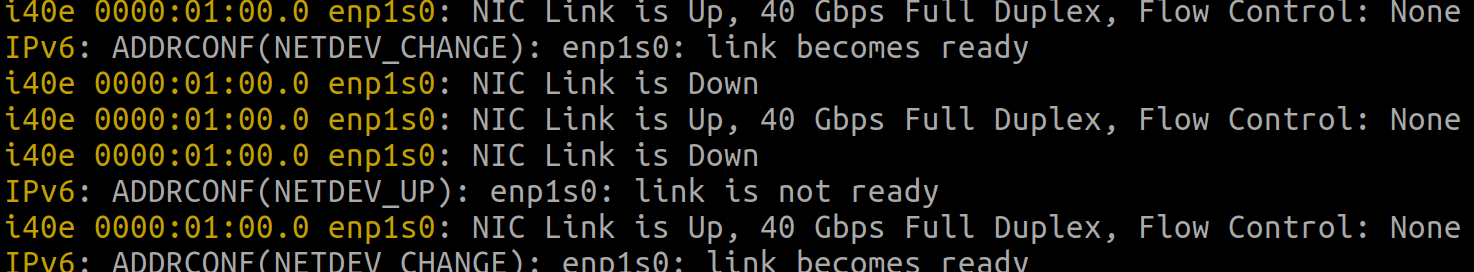 i40e 0000:01:00.0 enp1s0: NIC Link is Up, 40 Gbps Full Duplex, Flow Control: None
IPv6: ADDRCONF(NETDEV_CHANGE): enp1s0: link becomes ready
i40e 0000:01:00.0 enp1s0: NIC Link is Down
i40e 0000:01:00.0 enp1s0: NIC Link is Up, 40 Gbps Full Duplex, Flow Control: None
i40e 0000:01:00.0 enp1s0: NIC Link is Down
IPv6: ADDRCONF(NETDEV_UP): enp1s0: link is not ready
i40e 0000:01:00.0 enp1s0: NIC Link is Up, 40 Gbps Full Duplex, Flow Control: None
IPv6: ADDRCONF(NETDEV_CHANGE): enp1s0: link becomes ready